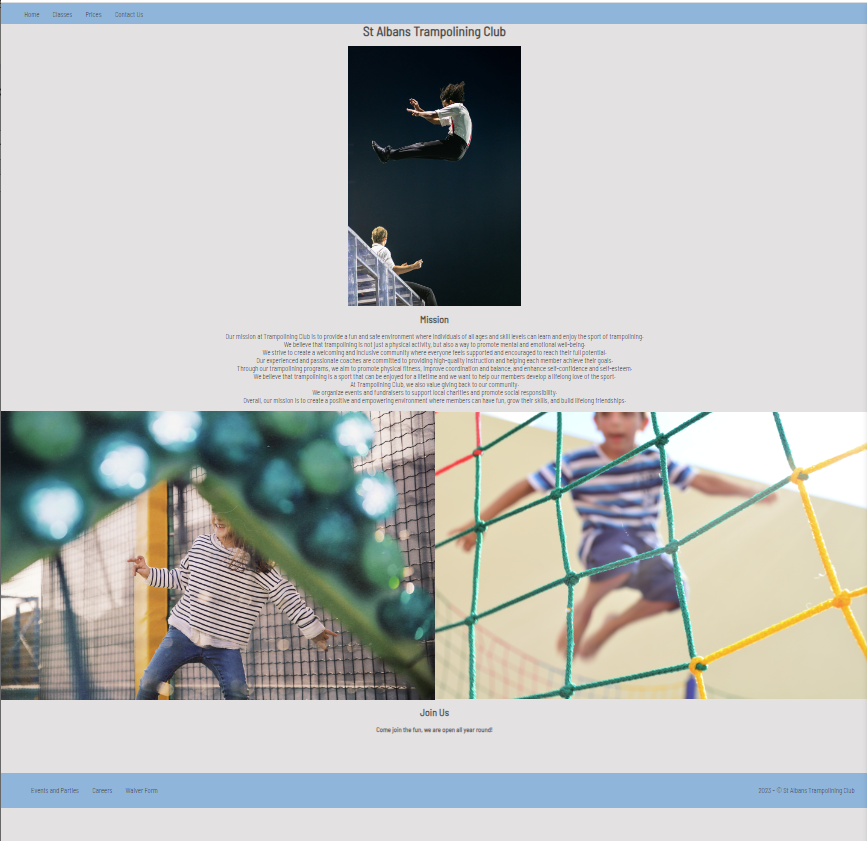 Home Classes Prices Contact Us
St Albans Trampolining Club
Mission
Our mission at Trampolining Club is to provide a fun and safe environment where individuals of all ages and skill levels can learn and enjoy the sport of trampolining.
We believe that trampolining is not just a physical activity, but also a way to promote mental and emotional well-being.
We strive to create a welcoming and inclusive community where everyone feels supported and encouraged to reach their full potential.
Our experienced and passionate coaches are committed to providing high-quality instruction and helping each member achieve their goals.
Through our trampolining programs, we aim to promote physical fitness, improve coordination and balance, and enhance self-confidence and self-esteem.
We believe that trampolining is a sport that can be enjoyed for a lifetime and we want to help our members develop a lifelong love of the sport.
At Trampolining Club, we also value giving back to our community.
We organize events and fundraisers to support local charities and promote social responsibility.
Overall, our mission is to create a positive and empowering environment where members can have fun, grow their skills, and build lifelong friendships.
Join Us
Come join the fun, we are open all year round!
Events and Parties Careers Waiver Form 2023 - © St Albans Trampolining Club